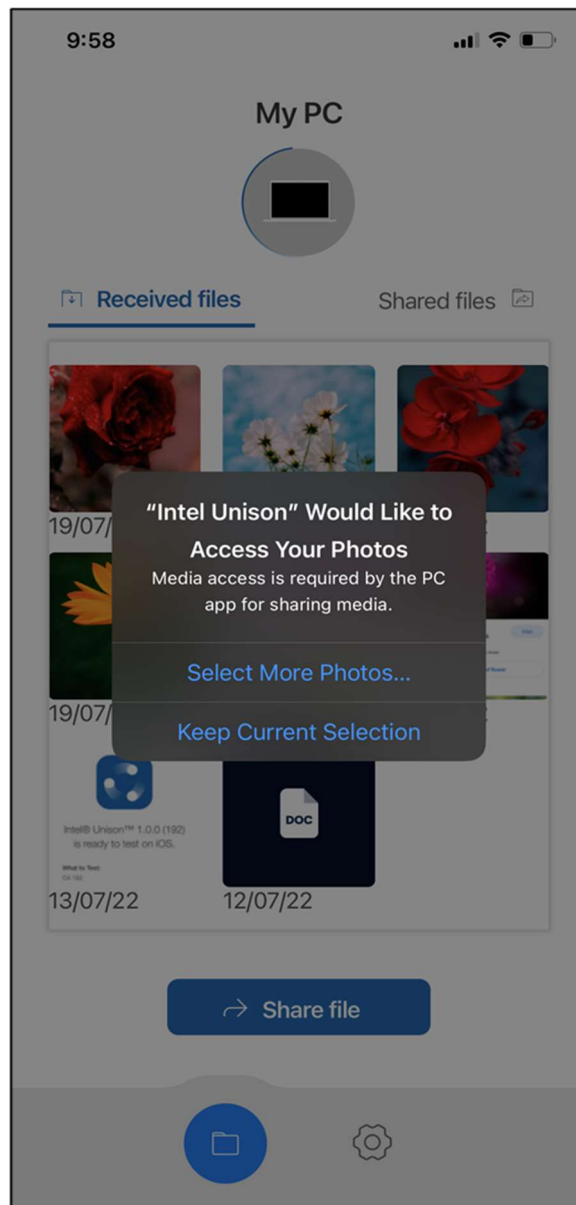 9:58
My PC
Received files
Shared files
“Intel Unison” Would Like to
Access Your Photos
Media access is required by the PC
app for sharing media.
Select More Photos...
Keep Current Selection
19/07/
19/07/
Intel® Unison™ 1.0.0 (192)
is ready to test on iOS.
What to Test:
DOC
13/07/22
12/07/22
Share file